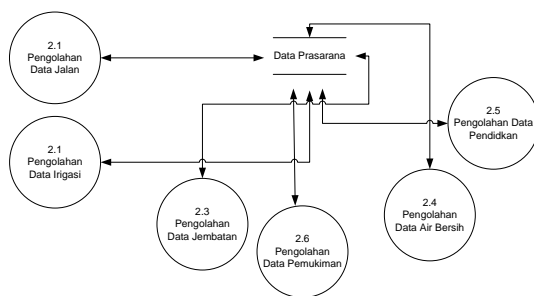 2.1
Pengolahan
Data Jalan
Data Prasarana
2.5
Pengolahan Data
Pendidkan
2.1
Pengolahan
Data Irigasi
2.3
Pengolahan
Data Jembatan
2.6
Pengolahan
Data Pemukiman
2.4
Pengolahan
Data Air Bersih